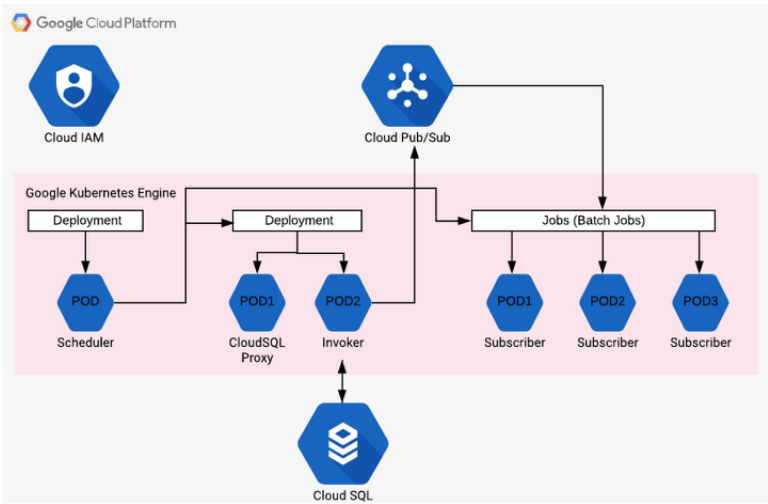 Google Cloud Platform
Cloud IAM
Cloud Pub/Sub
Google Kubernetes Engine
Deployment
Deployment
Jobs (Batch Jobs)
POD
POD1
POD2
POD1
POD2
POD3
Scheduler
CloudSQL
Proxy
Invoker
Subscriber
Subscriber
Subscriber
Cloud SQL